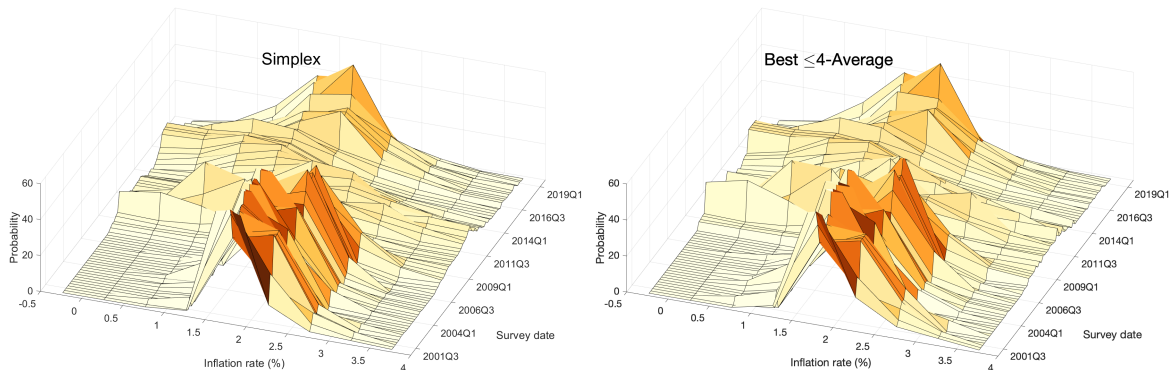 Simplex
Probability
60
40
20
0
-0.5
0
0.5
1
1.5
2
2.5
3
3.5
4
Inflation rate (%)
2019Q1
2016Q3
2014Q1
2011Q3
2009Q1
2006Q3
2004Q1
2001Q3
Survey date
Best ≤4-Average
Probability
60
40
20
0
-0.5
0
0.5
1
1.5
2
2.5
3
3.5
4
Inflation rate (%)
2019Q1
2016Q3
2014Q1
2011Q3
2009Q1
2006Q3
2004Q1
2001Q3
Survey date